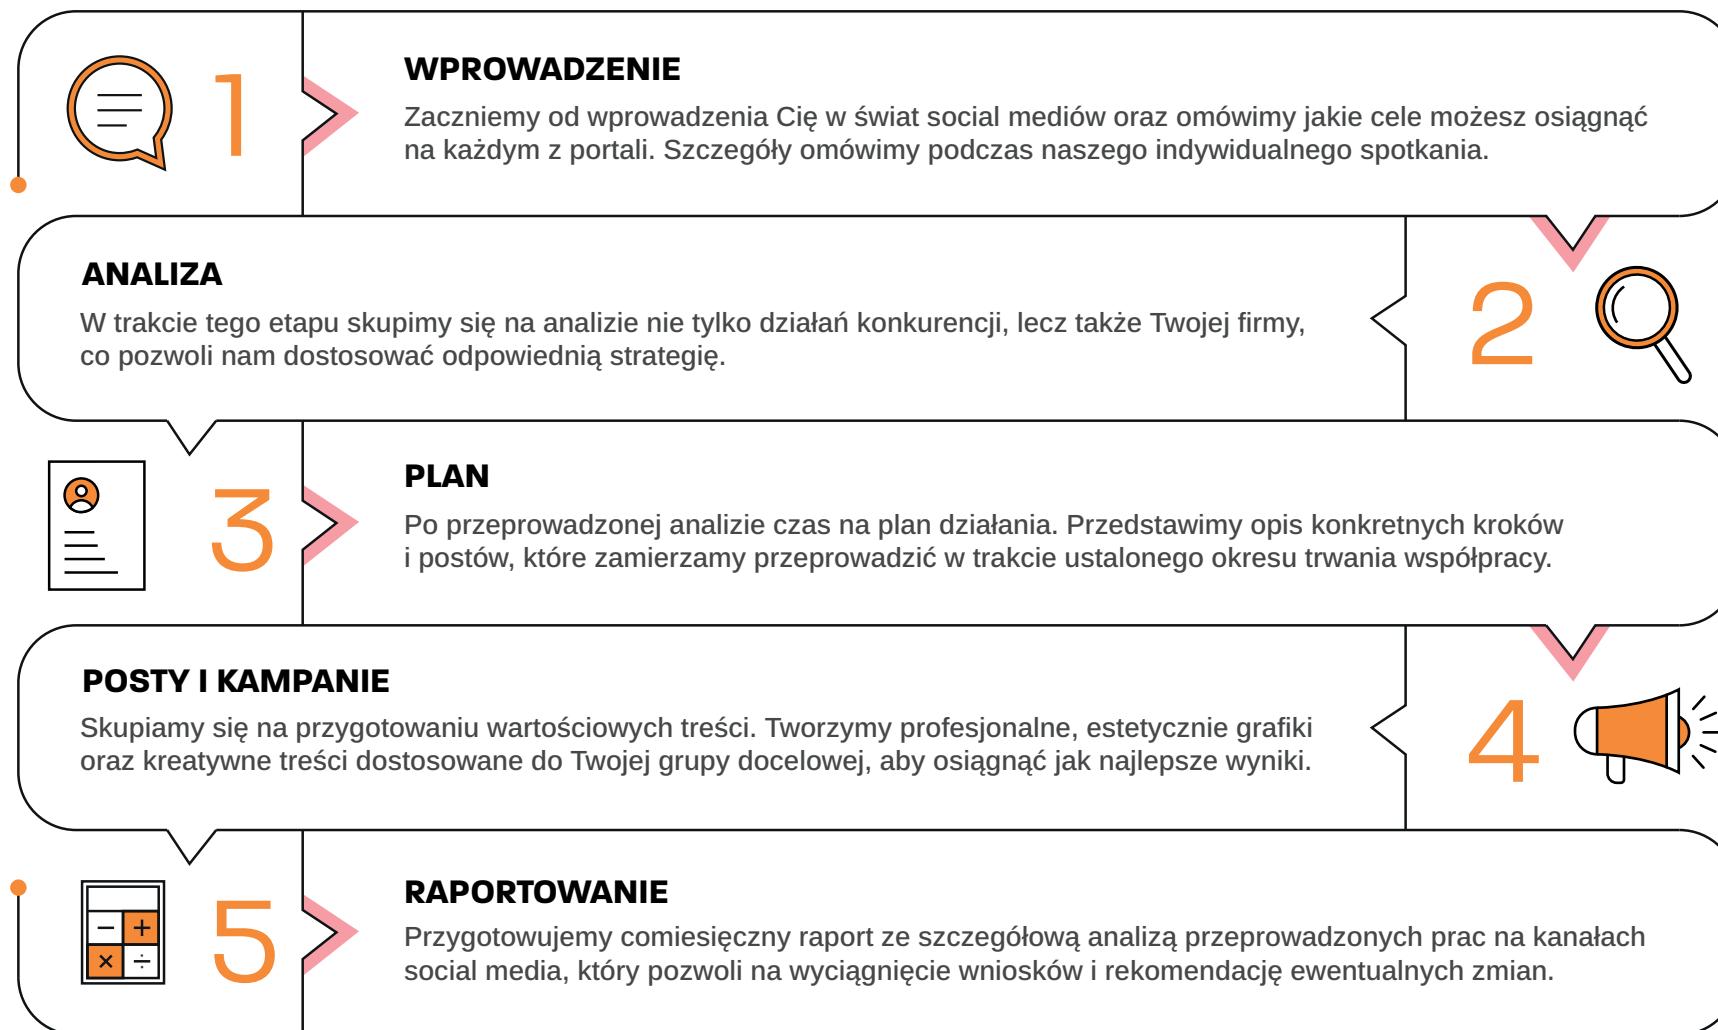 1
WPROWADZENIE
Zaczniemy od wprowadzenia Cię w świat social mediów oraz omówimy jakie cele możesz osiągnąć
na każdym z portali. Szczegóły omówimy podczas naszego indywidualnego spotkania.
ANALIZA
W trakcie tego etapu skupimy się na analizie nie tylko działań konkurencji, lecz także Twojej firmy,
co pozwoli nam dostosować odpowiednią strategię.
2
3
PLAN
Po przeprowadzonej analizie czas na plan działania. Przedstawimy opis konkretnych kroków
i postów, które zamierzamy przeprowadzić w trakcie ustalonego okresu trwania współpracy.
POSTY I KAMPANIE
Skupiamy się na przygotowaniu wartościowych treści. Tworzymy profesjonalne, estetycznie grafiki
oraz kreatywne treści dostosowane do Twojej grupy docelowej, aby osiągnąć jak najlepsze wyniki.
4
5
RAPORTOWANIE
Przygotowujemy comiesięczny raport ze szczegółową analizą przeprowadzonych prac na kanałach
social media, który pozwoli na wyciągnięcie wniosków i rekomendację ewentualnych zmian.